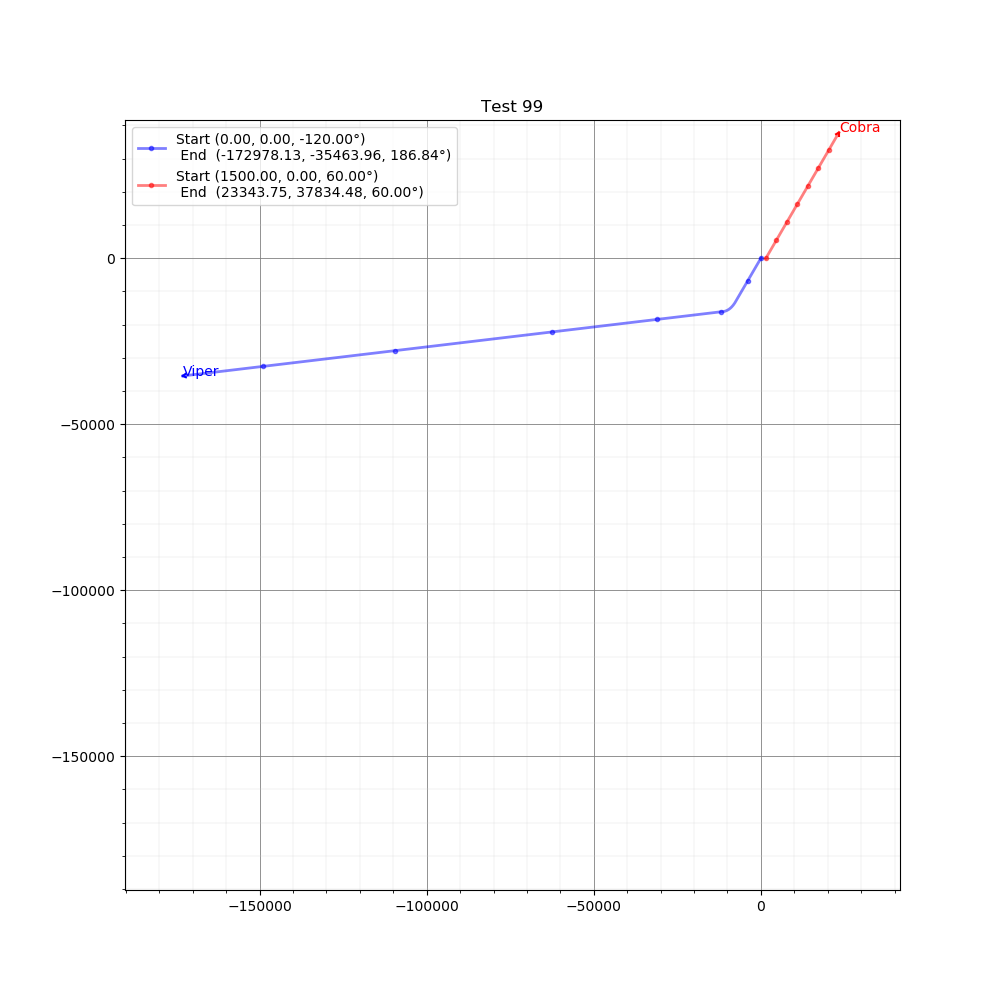 Test 99
Start (0.00, 0.00, -120.00°)
End (-172978.13, -35463.96, 186.84°)
Start (1500.00, 0.00, 60.00°)
End (23343.75, 37834.48, 60.00°)
Cobra
Viper
0
−50000
−100000
−150000
−150000
−100000
−50000
0